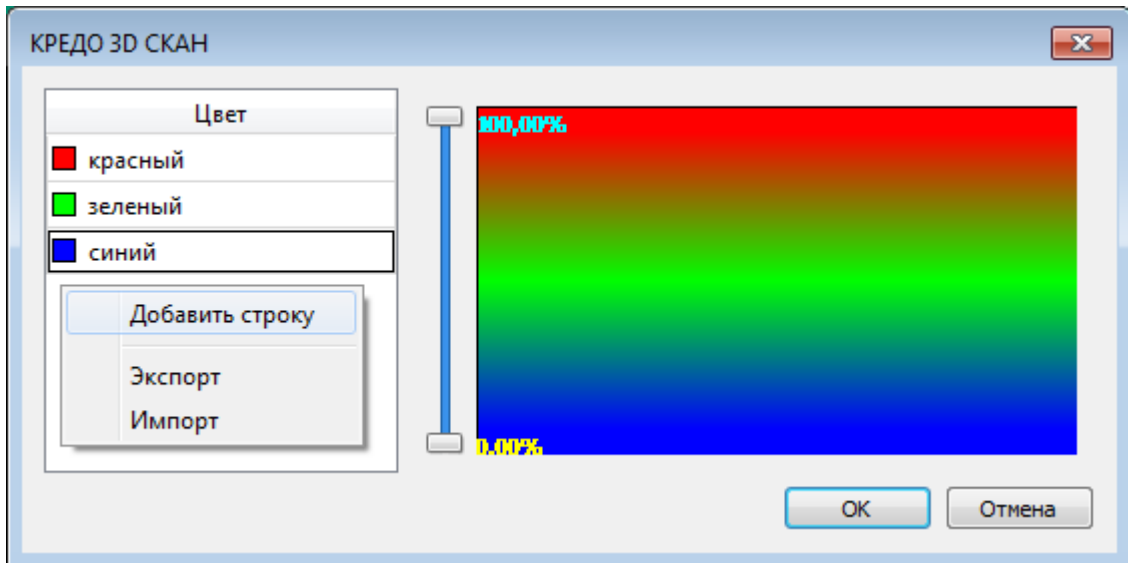 КРЕДО 3D СКАН
Цвет
красный
зеленый
синий
Добавить строку
Экспорт
Импорт
100,00%
0.00%
OK
Отмена